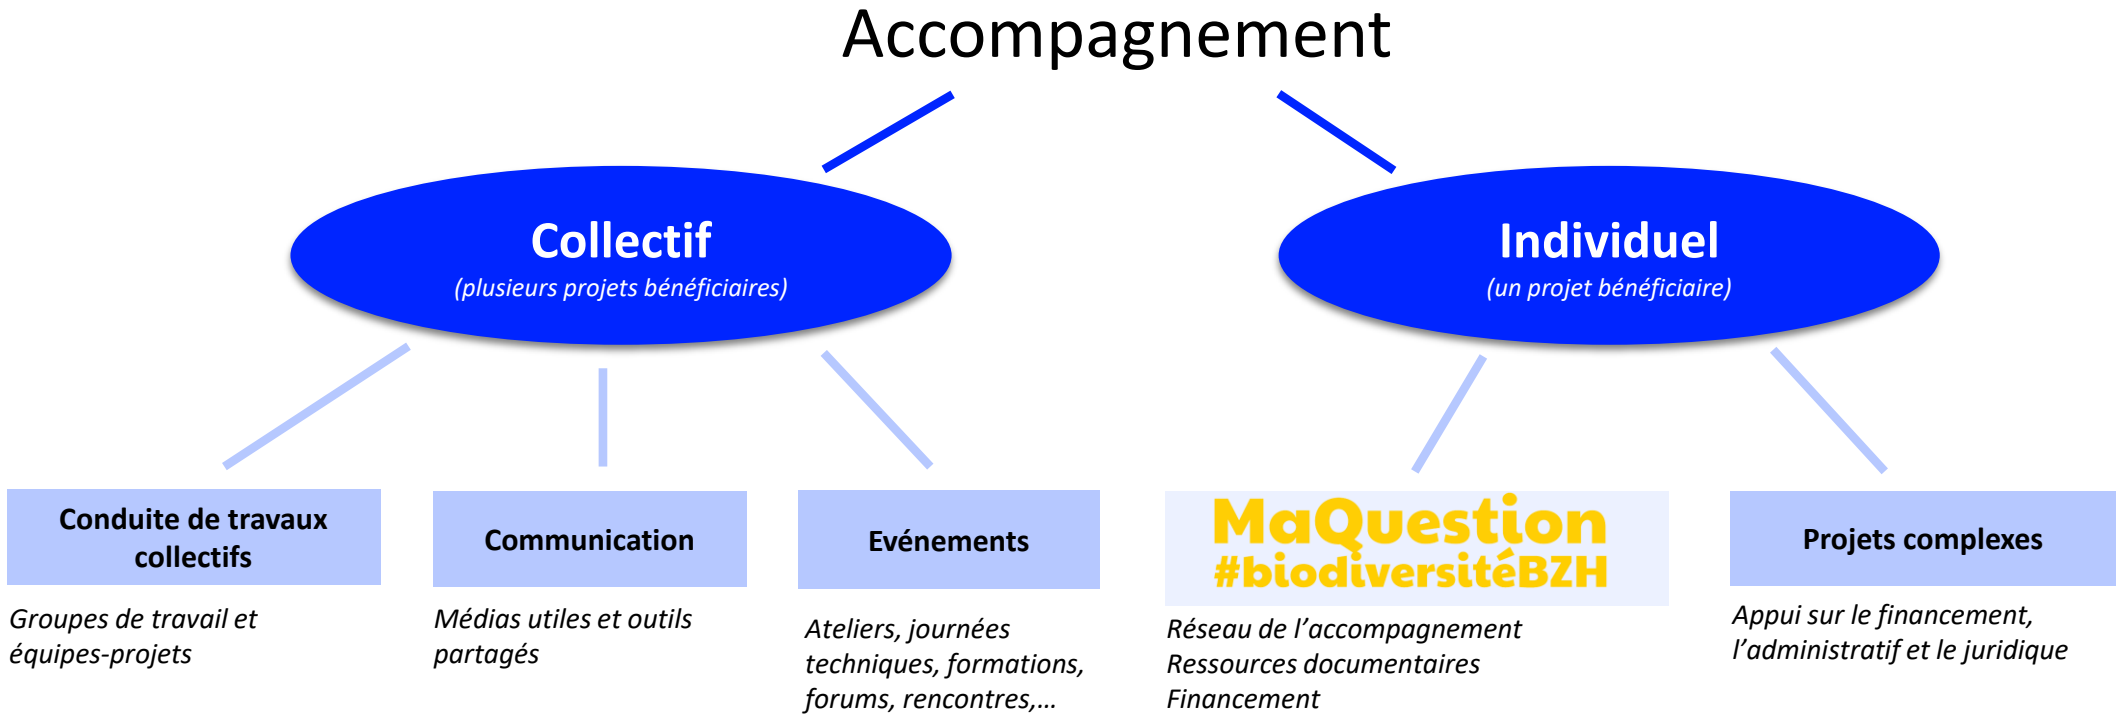 Accompagnement
Collectif
(plusieurs projets bénéficiaires)
Individuel
(un projet bénéficiaire)
Conduite de travaux
collectifs
Groupes de travail et
équipes-projets
Communication
Médias utiles et outils
partagés
Evénements
Ateliers, journées
techniques, formations,
forums, rencontres,...
MaQuestion
#biodiversitéBZH
Réseau de l’accompagnement
Ressources documentaires
Financement
Projets complexes
Appui sur le financement,
l’administratif et le juridique